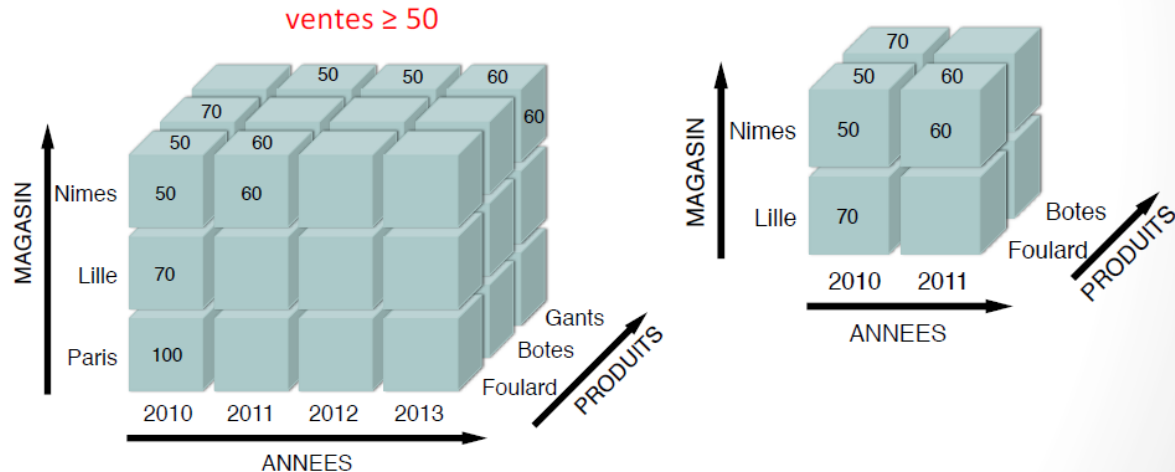 ventes ≥ 50
50 50 60
70 60
50 60
Nimes 50 60
Lille 70
Paris 100
Gants
Botes
Foulard
2010 2011 2012 2013
MAGASIN
ANNEES
PRODUITS
70
50 60
Nimes 50 60
Lille 70
Botes
Foulard
2010 2011
MAGASIN
ANNEES
PRODUITS